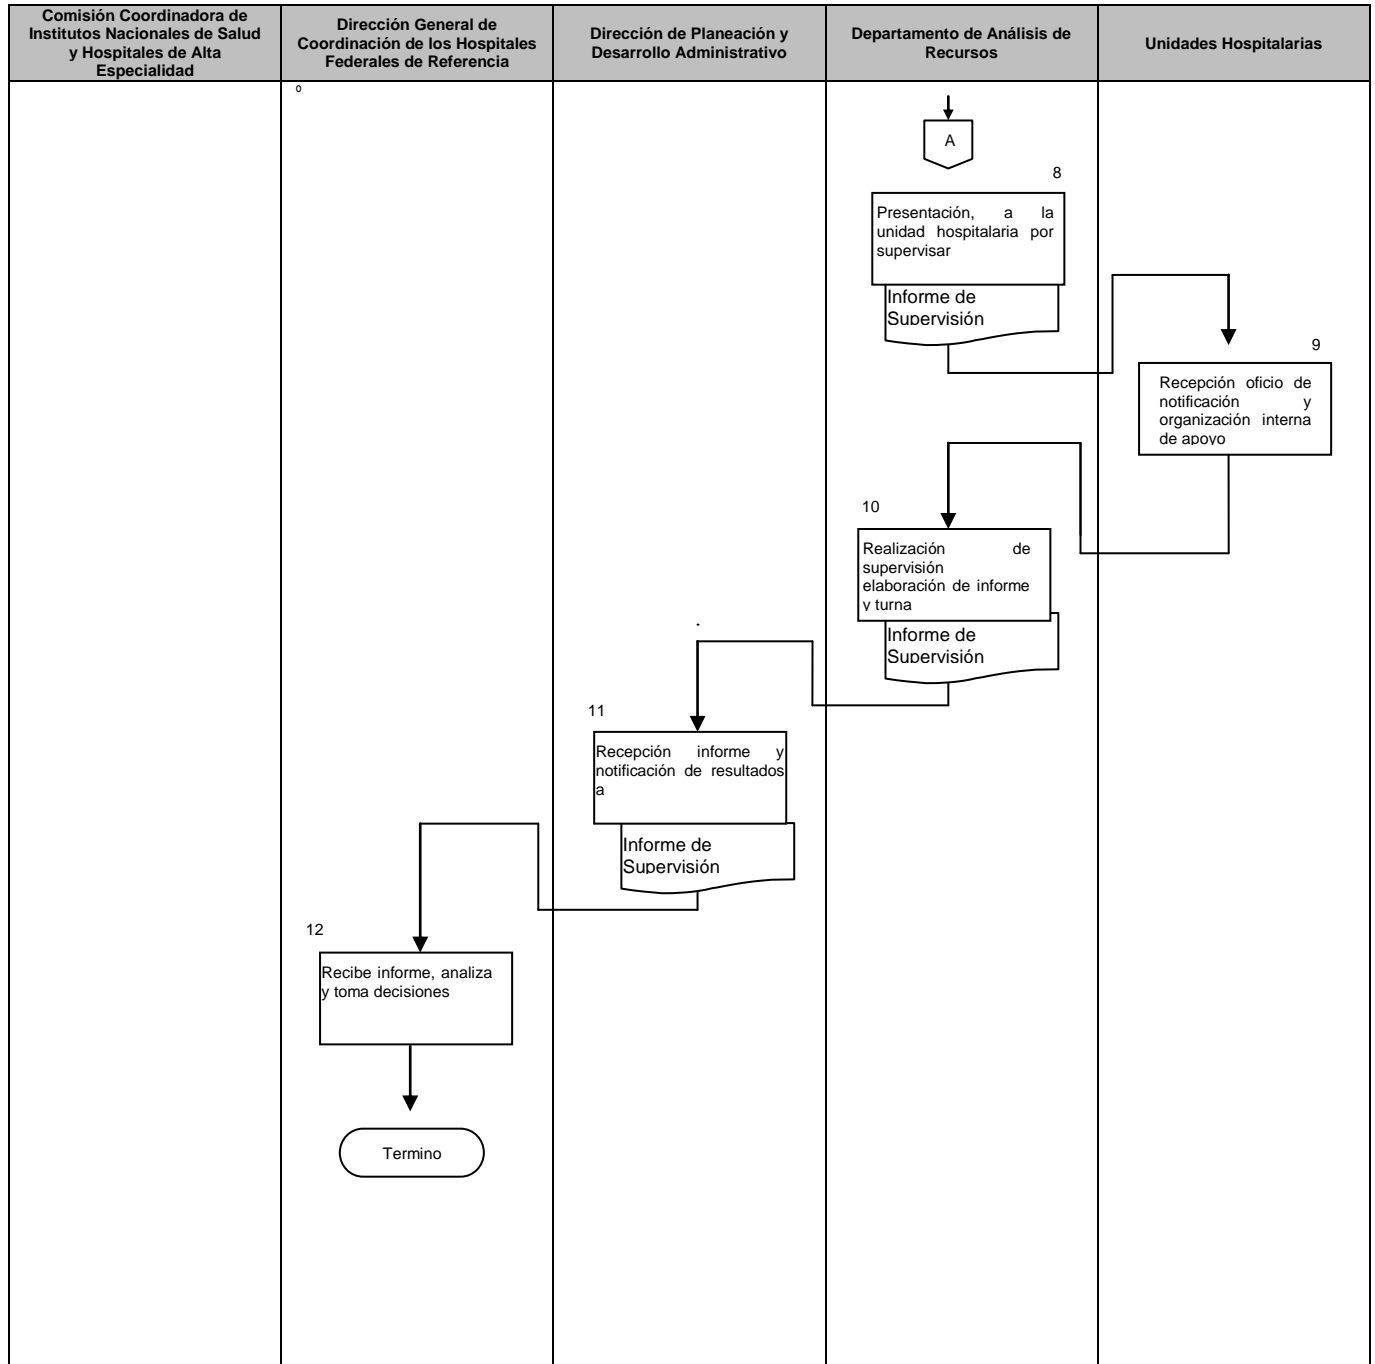 Comisión Coordinadora de
Institutos Nacionales de Salud
y Hospitales de Alta
Especialidad
Dirección General de
Coordinación de los Hospitales
Federales de Referencia
Dirección de Planeación y
Desarrollo Administrativo
Departamento de Análisis de
Recursos
Unidades Hospitalarias
º
A
8
Presentación, a la
unidad hospitalaria por
supervisar
Informe de
Supervisión
9
Recepción oficio de
notificación y
organización interna
de apoyo
10
Realización de
supervisión
elaboración de informe
y turna
Informe de
Supervisión
.
11
Recepción informe y
notificación de resultados
a
Informe de
Supervisión
12
Recibe informe, analiza
y toma decisiones
Termino